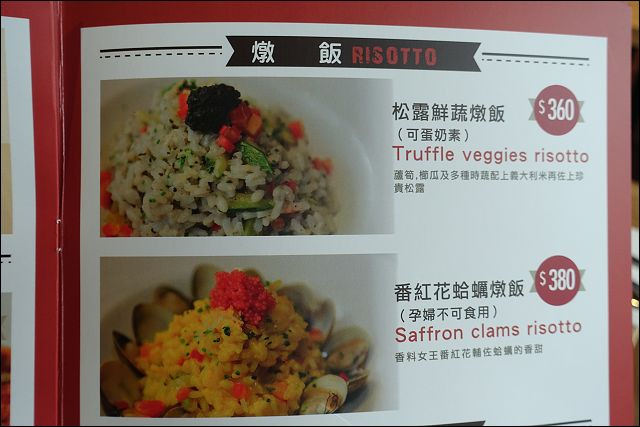 燉 飯 RISOTTO
松露鮮蔬燉飯
$360
(可蛋奶素)
Truffle veggies risotto
蘆筍,櫛瓜及多種時蔬配上義大利米再佐上珍
貴松露
番紅花蛤蠣燉飯
$380
(孕婦不可食用)
Saffron clams risotto
香料女王番紅花輔佐蛤蠣的香甜